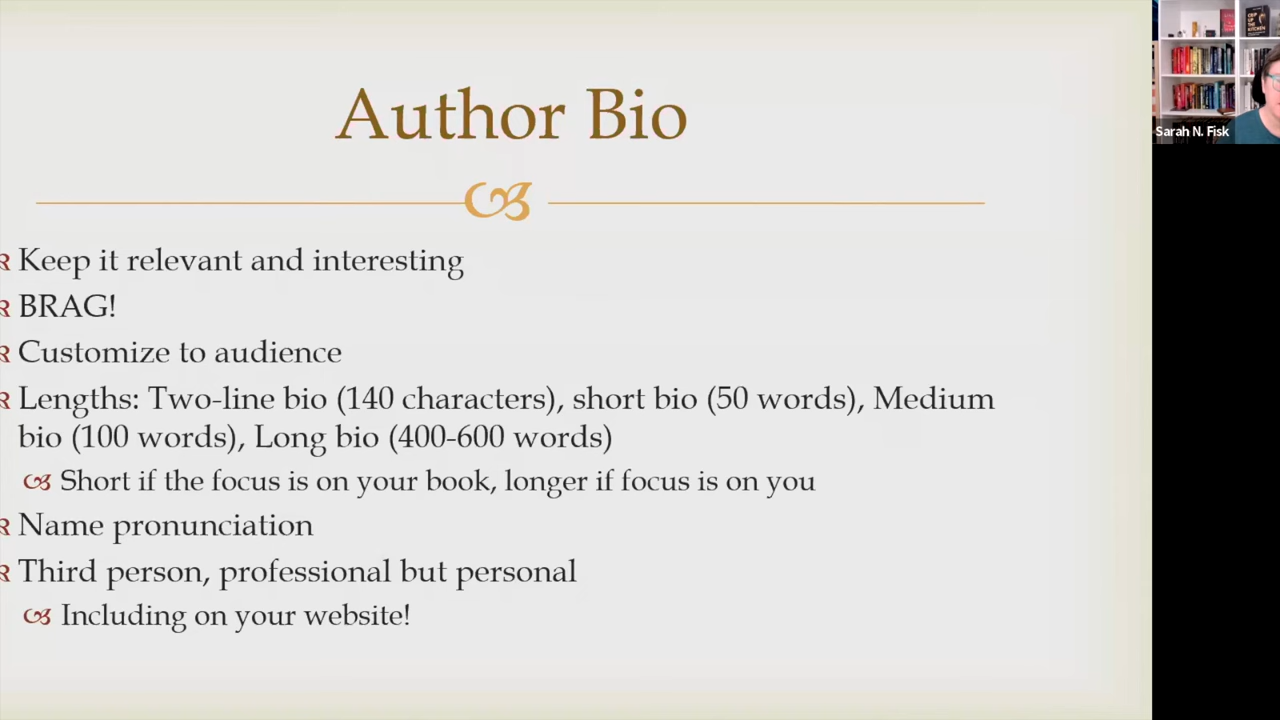 Author Bio
Keep it relevant and interesting
BRAG!
Customize to audience
Lengths: Two-line bio (140 characters), short bio (50 words), Medium
bio (100 words), Long bio (400-600 words)
Short if the focus is on your book, longer if focus is on you
Name pronunciation
Third person, professional but personal
Including on your website!
Sarah N. Fisk